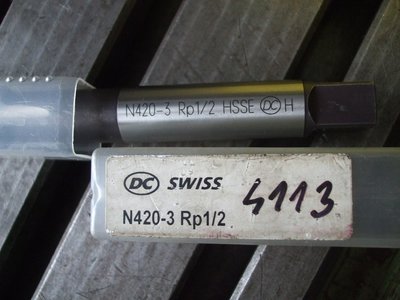 N420-3 Rp1/2 HSSE DC H
DC SWISS
N420-3 Rp1/2
4113